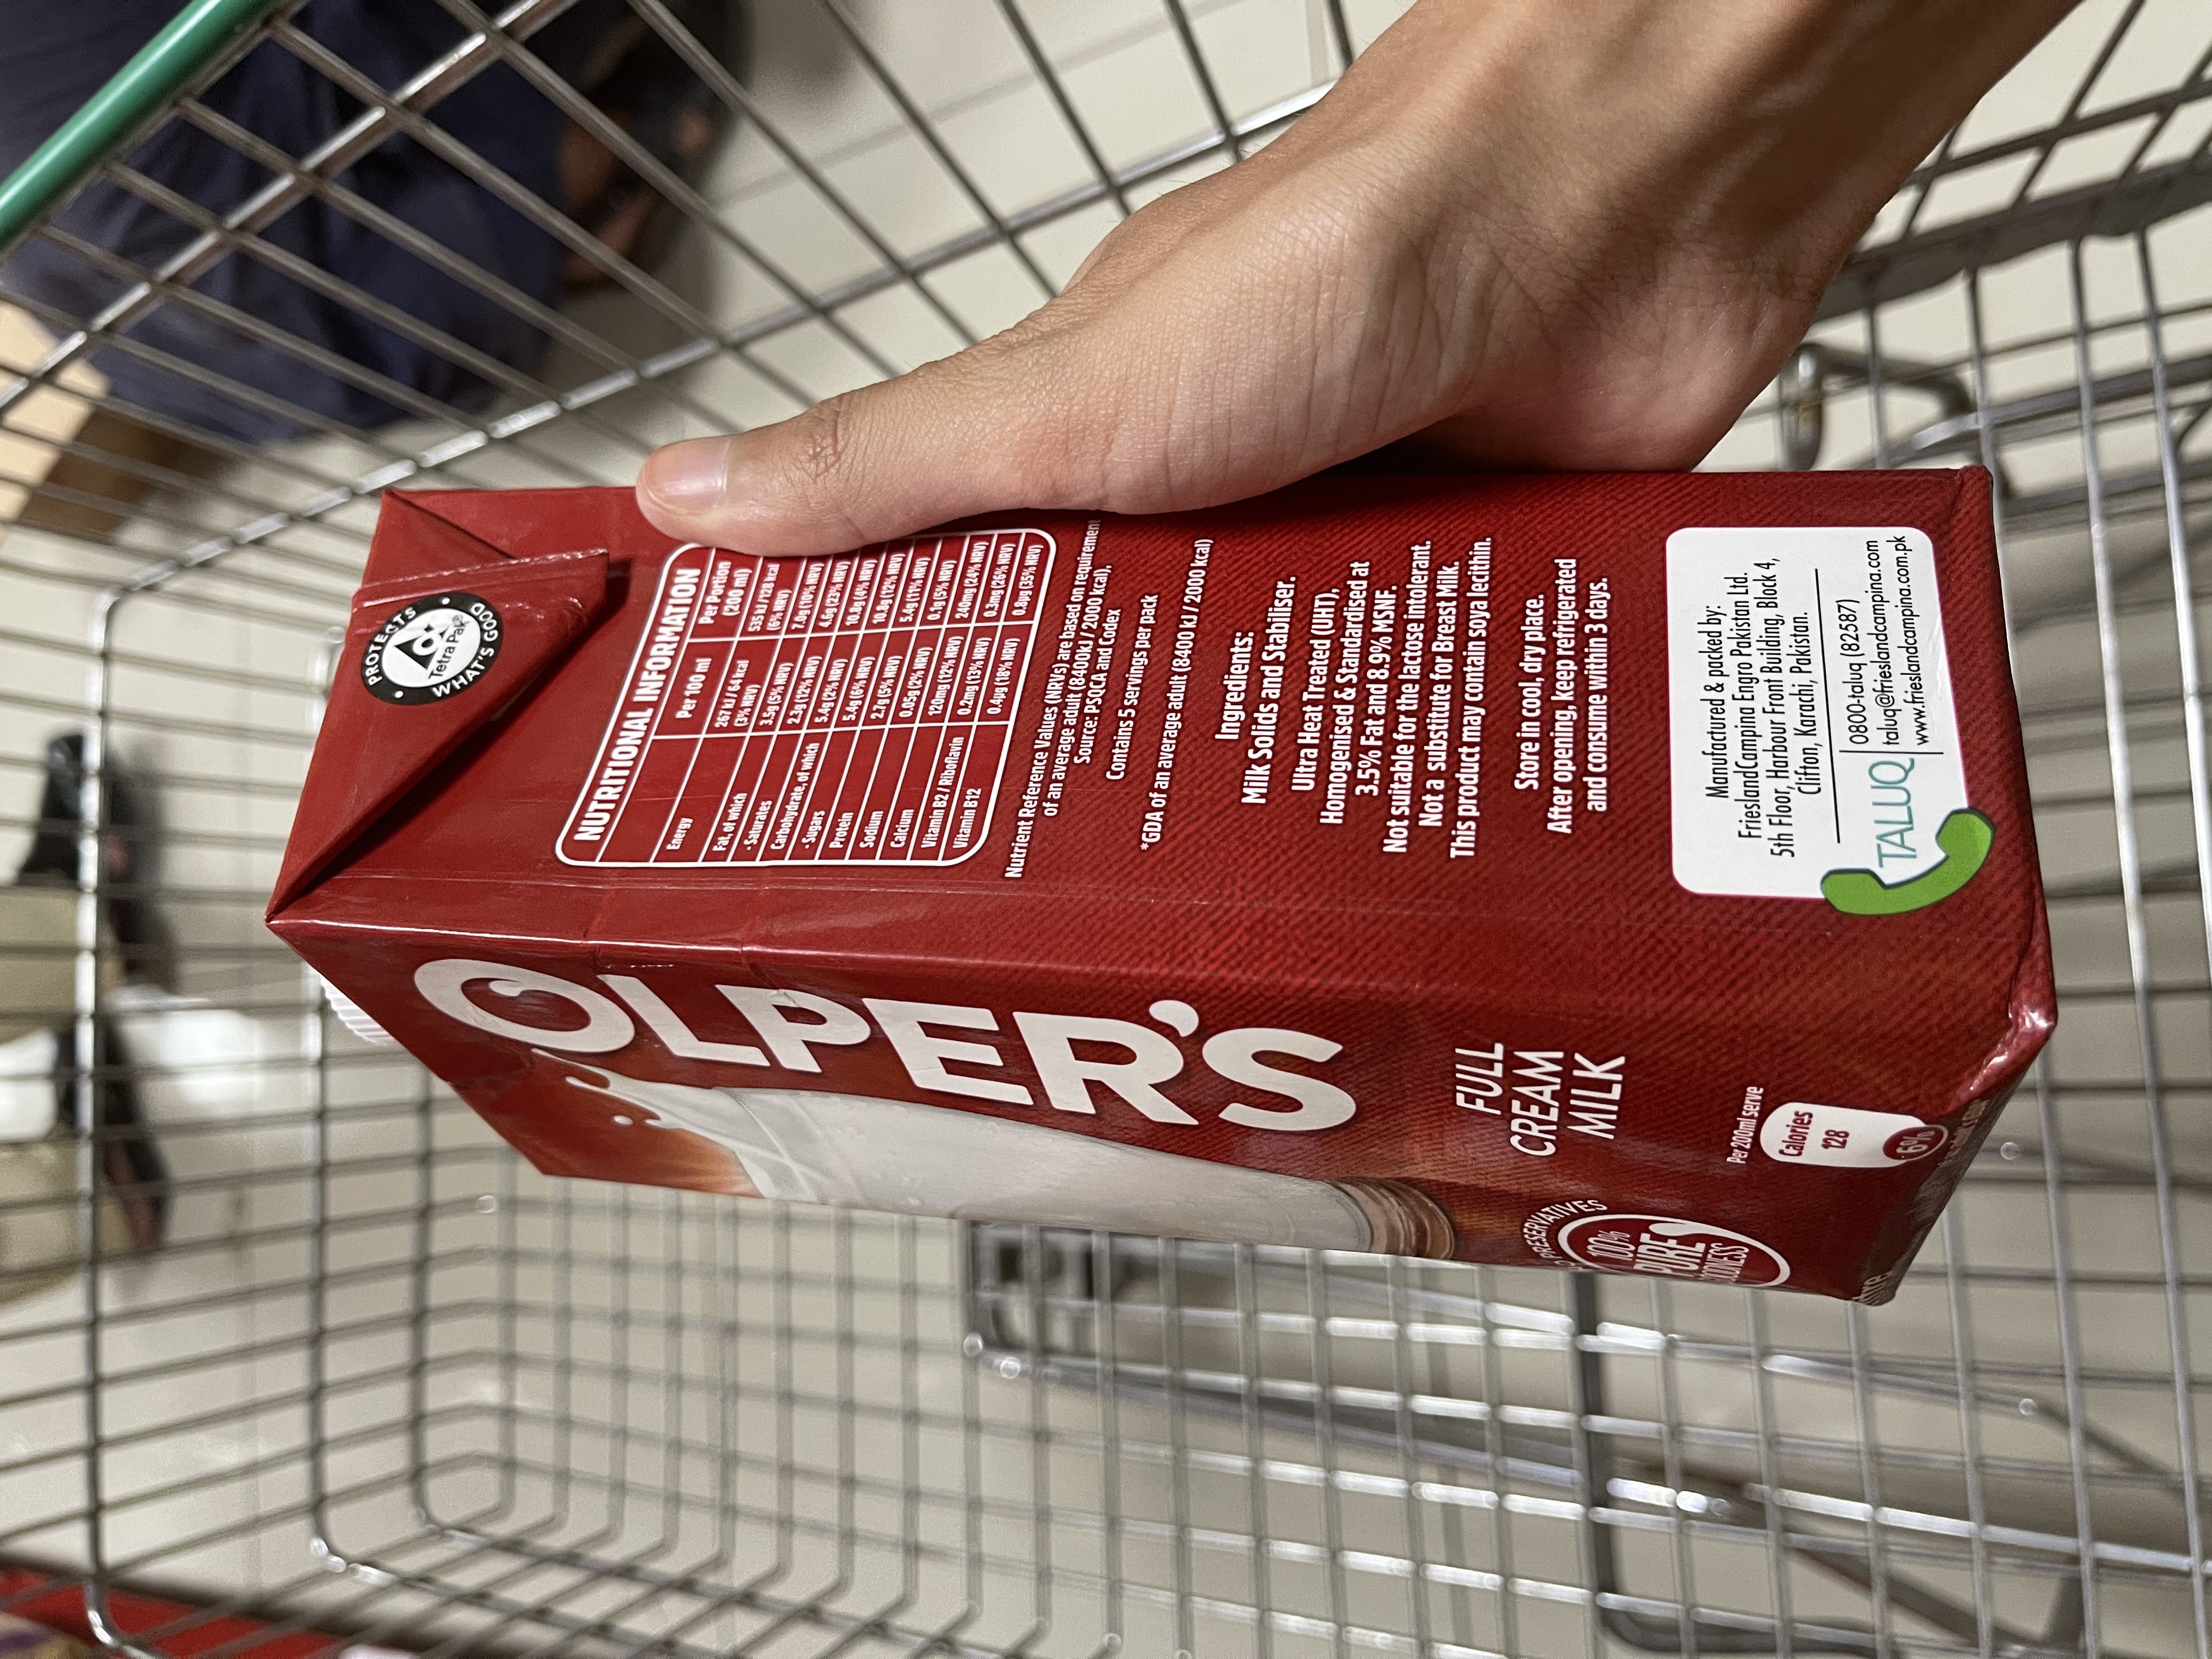 PROTECTS
Tetra Pak®
WHAT'S GOOD
OLPER'S
FULL
CREAM
MILK
PRESERVATIVES
100%
PURE
Per 200ml serve
Calories
128
6%
NUTRITIONAL INFORMATION
Per 100 ml Per Portion (200 ml)
Energy 267 kJ / 64 kcal (3% NRV) 535 kJ / 128 kcal (6% NRV)
Fat, of which 3.5g (5% NRV) 7.0g (10% NRV)
- Saturates 2.3g (12% NRV) 4.6g (23% NRV)
Carbohydrate, of which 5.4g (2% NRV) 10.8g (4% NRV)
- Sugars 5.4g (6% NRV) 10.8g (12% NRV)
Protein 2.7g (5% NRV) 5.4g (11% NRV)
Sodium 0.05g (2% NRV) 0.1g (5% NRV)
Calcium 120mg (12% NRV) 240mg (24% NRV)
Vitamin B2 / Riboflavin 0.2mg (13% NRV) 0.3mg (26% NRV)
Vitamin B12 0.4µg (18% NRV) 0.8µg (35% NRV)
Nutrient Reference Values (NRVs) are based on requirement
of an average adult (8400kJ / 2000 kcal),
Source: PSQCA and Codex
Contains 5 servings per pack
*GDA of an average adult (8400 kJ / 2000 kcal)
Ingredients:
Milk Solids and Stabiliser.
Ultra Heat Treated (UHT),
Homogenised & Standardised at
3.5% Fat and 8.9% MSNF.
Not suitable for the lactose intolerant.
Not a substitute for Breast Milk.
This product may contain soya lecithin.
Store in cool, dry place.
After opening, keep refrigerated
and consume within 3 days.
Manufactured & packed by:
FrieslandCampina Engro Pakistan Ltd.
5th Floor, Harbour Front Building, Block 4,
Clifton, Karachi, Pakistan.
TALUQ
0800-taluq (82587)
taluq@frieslandcampina.com
www.frieslandcampina.com.pk